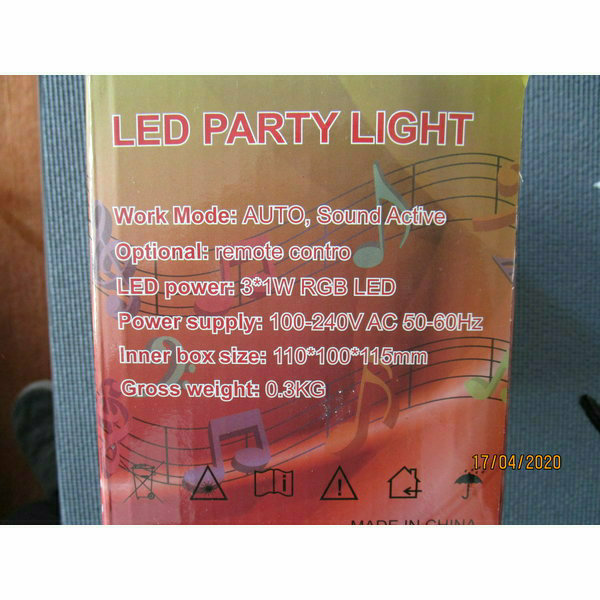 LED PARTY LIGHT
Work Mode: AUTO, Sound Active
Optional: remote contro
LED power: 3*1W RGB LED
Power supply: 100-240V AC 50-60Hz
Inner box size: 110*100*115mm
Gross weight: 0.3KG
17/04/2020
MADE IN CHINA